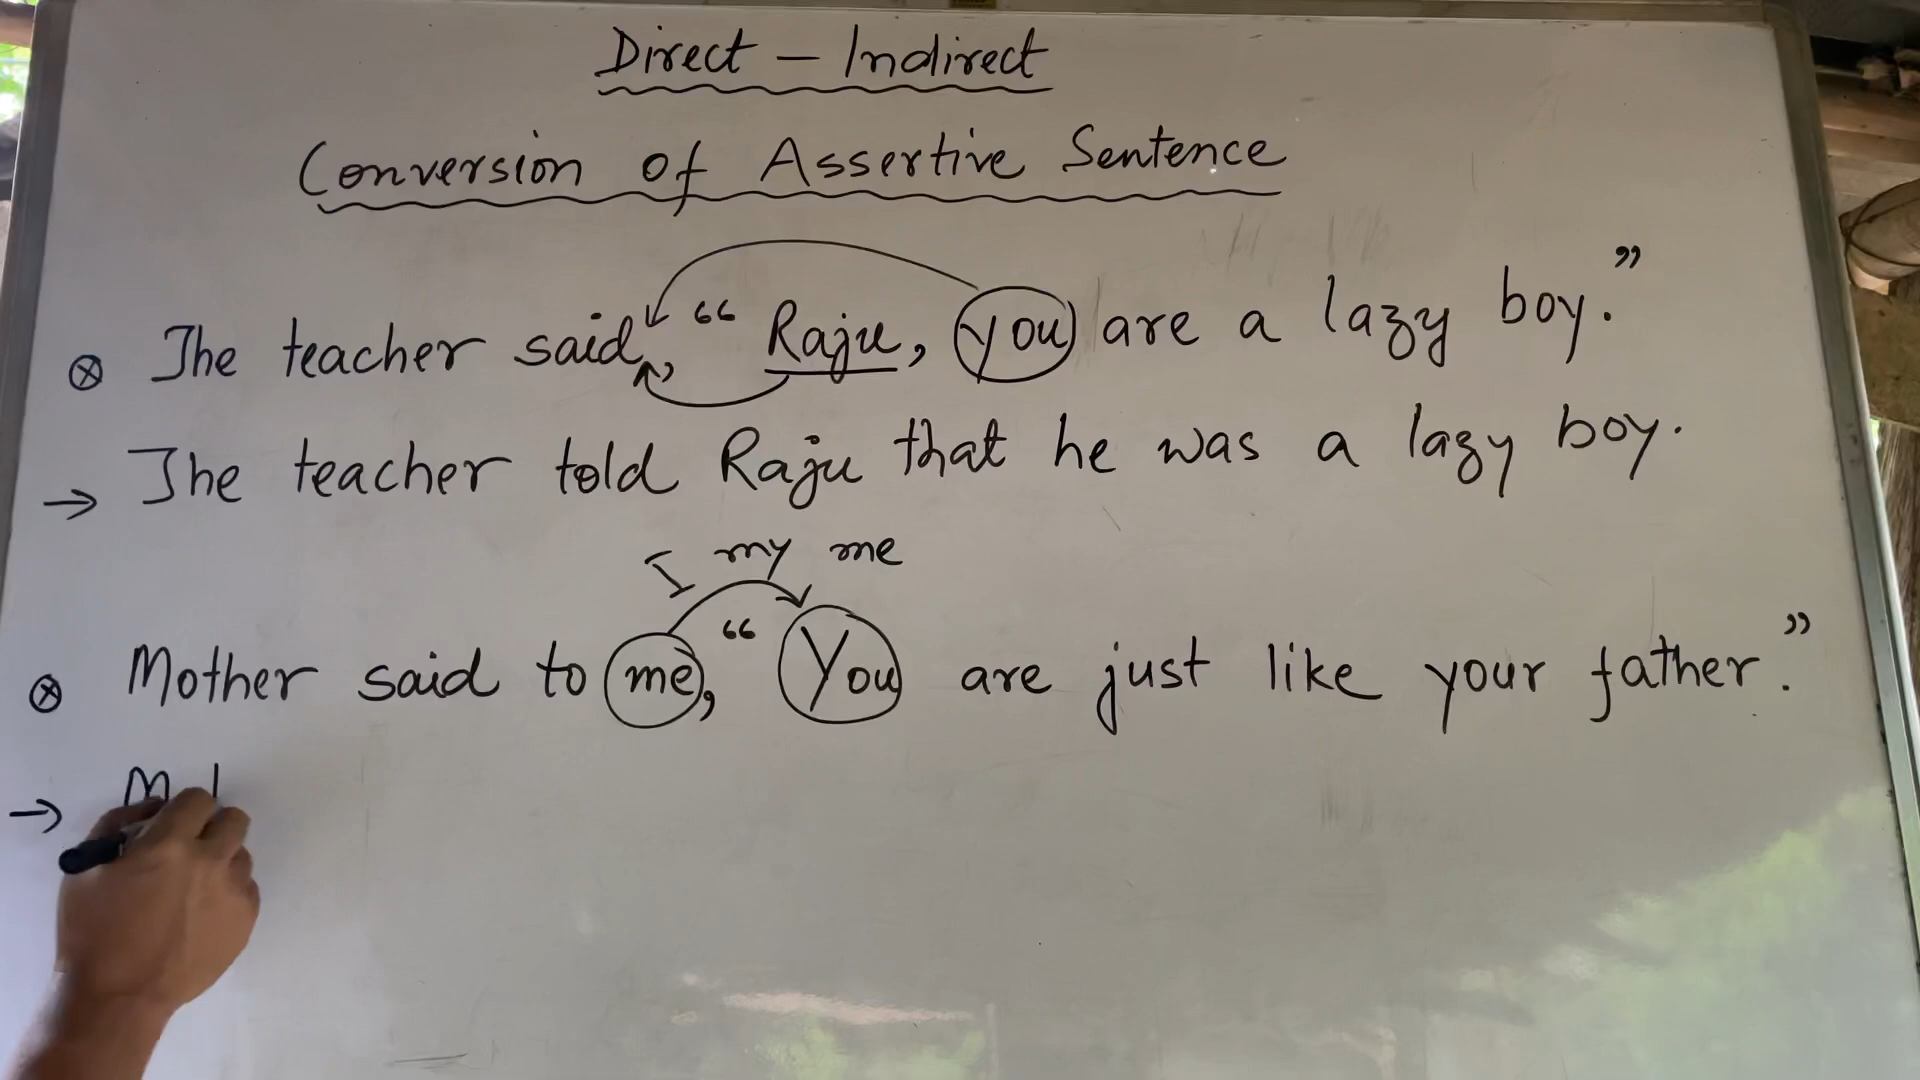 Direct – Indirect
Conversion of Assertive Sentence
⊗ The teacher said, “Raju, you are a lazy boy.”
→ The teacher told Raju that he was a lazy boy.
I my me
⊗ Mother said to me, “You are just like your father.”
→